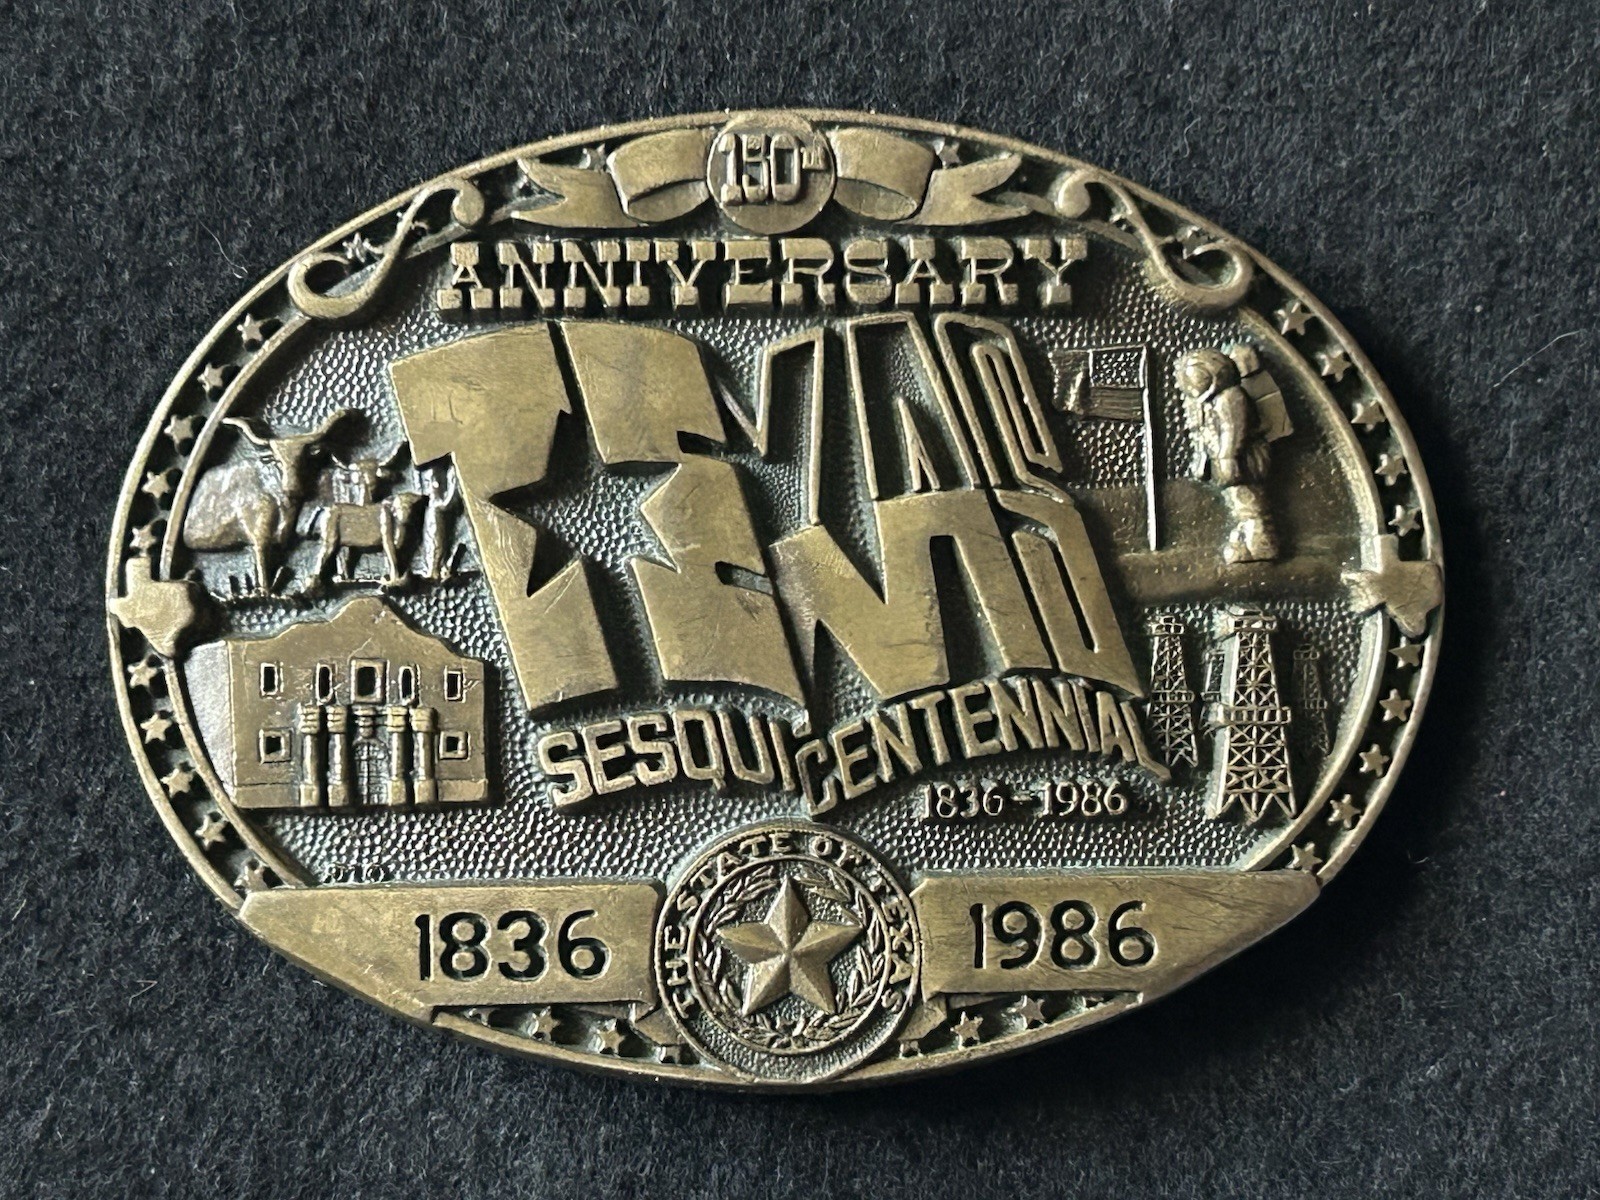 150TH
ANNIVERSARY
TEXAS
SESQUICENTENNIAL
1836-1986
1836
THE STATE OF TEXAS
1986